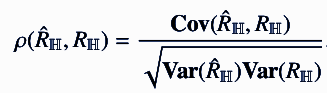 ρ(R̂_ℍ, R_ℍ) = Cov(R̂_ℍ, R_ℍ) / √(Var(R̂_ℍ)Var(R_ℍ)).